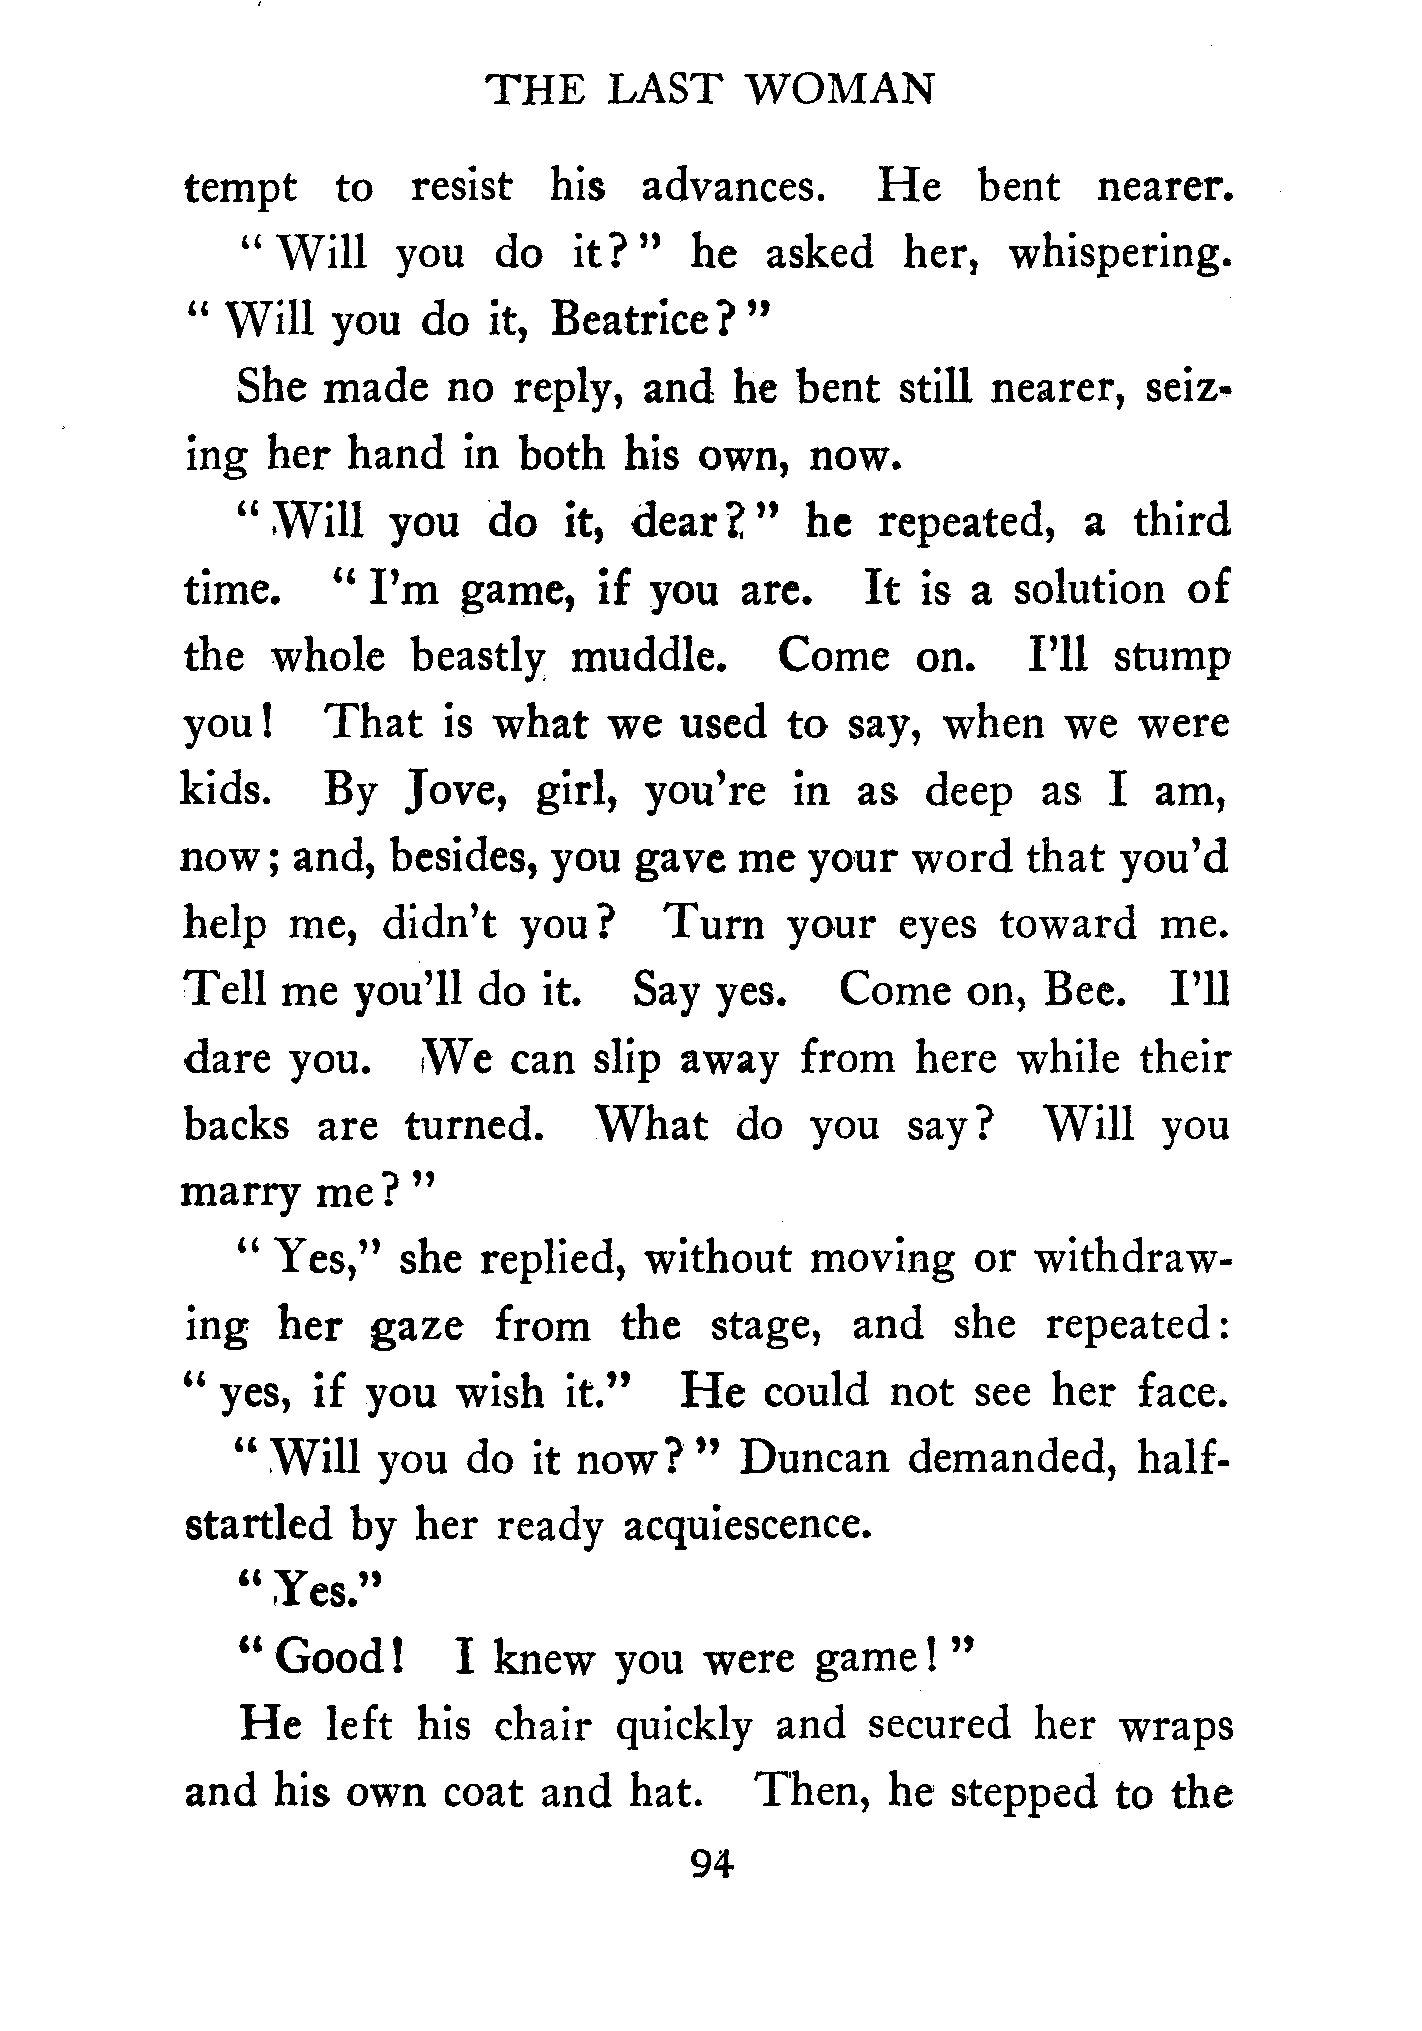 THE LAST WOMAN
tempt to resist his advances. He bent nearer.
"Will you do it?" he asked her, whispering.
"Will you do it, Beatrice?"
She made no reply, and he bent still nearer, seiz-
ing her hand in both his own, now.
"Will you do it, dear?" he repeated, a third
time. "I'm game, if you are. It is a solution of
the whole beastly muddle. Come on. I'll stump
you! That is what we used to say, when we were
kids. By Jove, girl, you're in as deep as I am,
now; and, besides, you gave me your word that you'd
help me, didn't you? Turn your eyes toward me.
Tell me you'll do it. Say yes. Come on, Bee. I'll
dare you. We can slip away from here while their
backs are turned. What do you say? Will you
marry me?"
"Yes," she replied, without moving or withdraw-
ing her gaze from the stage, and she repeated:
"yes, if you wish it." He could not see her face.
"Will you do it now?" Duncan demanded, half-
startled by her ready acquiescence.
"Yes."
"Good! I knew you were game!"
He left his chair quickly and secured her wraps
and his own coat and hat. Then, he stepped to the
94